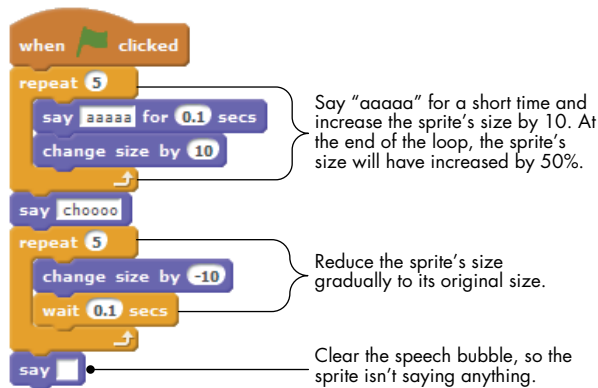 when clicked
repeat 5
say aaaaa for 0.1 secs
change size by 10
Say “aaaaa” for a short time and
increase the sprite’s size by 10. At
the end of the loop, the sprite’s
size will have increased by 50%.
say choooo
repeat 5
change size by -10
wait 0.1 secs
Reduce the sprite’s size
gradually to its original size.
say
Clear the speech bubble, so the
sprite isn’t saying anything.